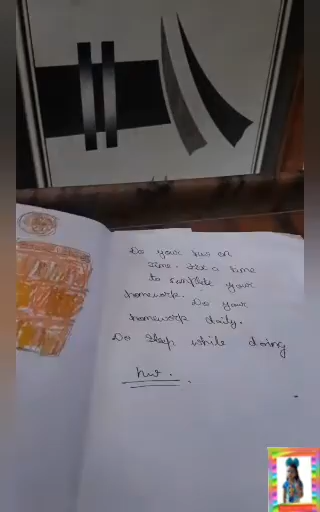 Do your hw on
time. Set a time
to complete your
homework. Do your
homework daily.
Do sleep while doing
hw.